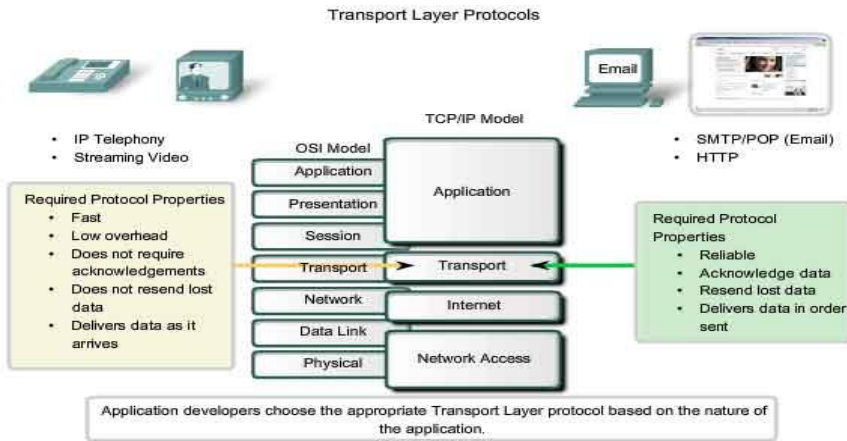 Transport Layer Protocols
Email
IP Telephony
Streaming Video
SMTP/POP (Email)
HTTP
Required Protocol Properties
Fast
Low overhead
Does not require
acknowledgements
Does not resend lost
data
Delivers data as it
arrives
OSI Model
Application
Presentation
Session
Transport
Network
Data Link
Physical
TCP/IP Model
Application
Transport
Internet
Network Access
Required Protocol
Properties
Reliable
Acknowledge data
Resend lost data
Delivers data in order
sent
Application developers choose the appropriate Transport Layer protocol based on the nature of
the application.